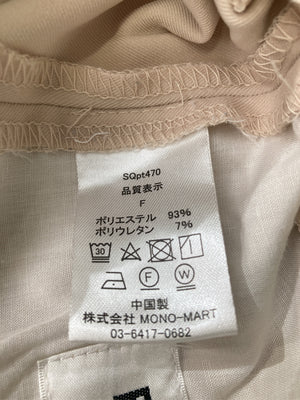 SQpt470
品質表示
F
ポリエステル 93%
ポリウレタン 7%
30
F W
中国製
株式会社 MONO-MART
03-6417-0682